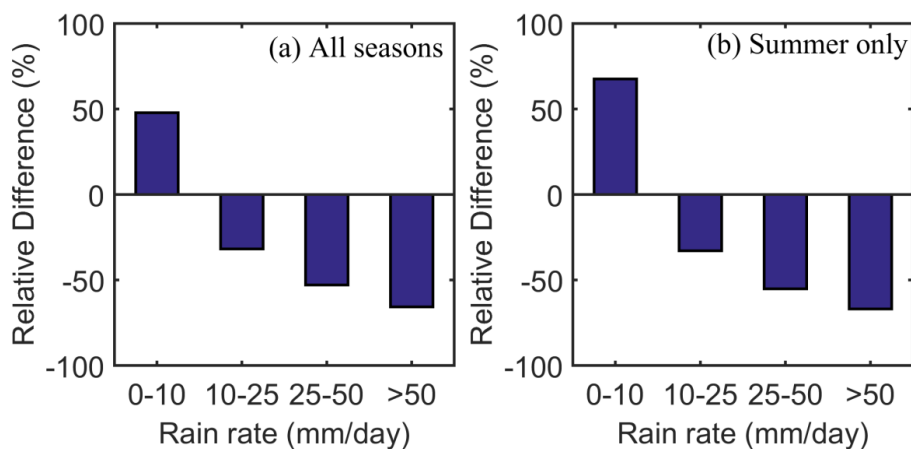 (a) All seasons
Relative Difference (%)
100
50
0
-50
-100
0-10 10-25 25-50 >50
Rain rate (mm/day)
(b) Summer only
Relative Difference (%)
100
50
0
-50
-100
0-10 10-25 25-50 >50
Rain rate (mm/day)